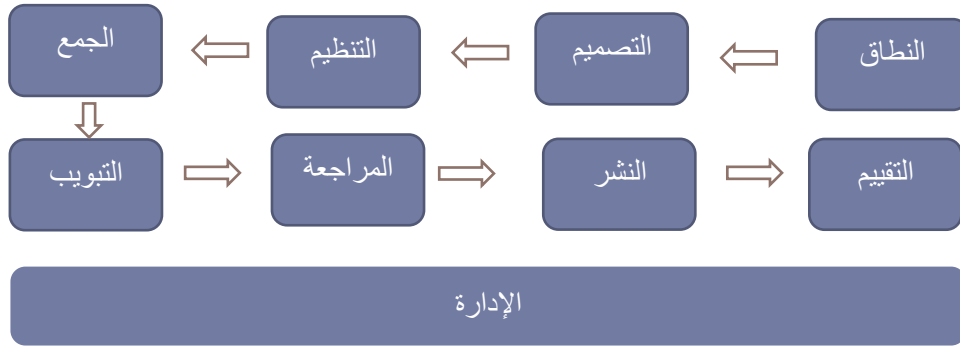 النطاق
التصميم
التنظيم
الجمع
التبويب
المراجعة
النشر
التقييم
الإدارة